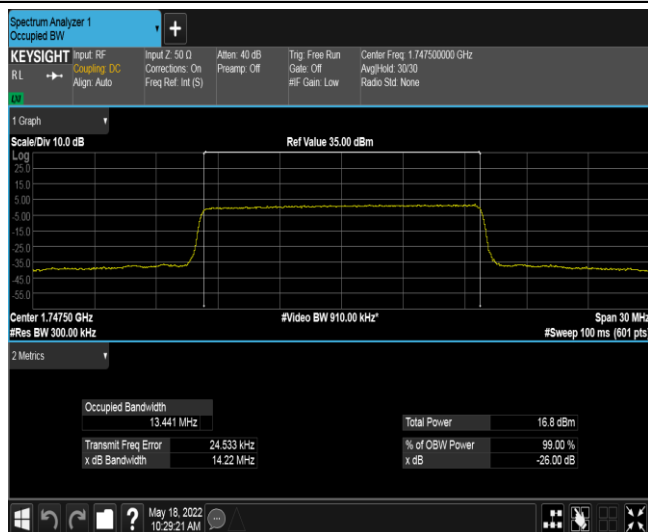 Spectrum Analyzer 1
Occupied BW
KEYSIGHT
RL
LM
Input: RF
Coupling: DC
Align: Auto
Input Z: 50 Ω
Corrections: On
Freq Ref: Int (S)
Atten: 40 dB
Preamp: Off
Trig: Free Run
Gate: Off
#IF Gain: Low
Center Freq: 1.747500000 GHz
Avg|Hold: 30/30
Radio Std: None
1 Graph
Scale/Div 10.0 dB
Ref Value 35.00 dBm
Log
25.0
15.0
5.00
-5.00
-15.0
-25.0
-35.0
-45.0
-55.0
Center 1.74750 GHz
#Video BW 910.00 kHz*
Span 30 MHz
#Res BW 300.00 kHz
#Sweep 100 ms (601 pts)
2 Metrics
Occupied Bandwidth
13.441 MHz
Total Power 16.8 dBm
Transmit Freq Error 24.533 kHz
% of OBW Power 99.00 %
x dB Bandwidth 14.22 MHz
x dB -26.00 dB
?
May 18, 2022
10:29:21 AM